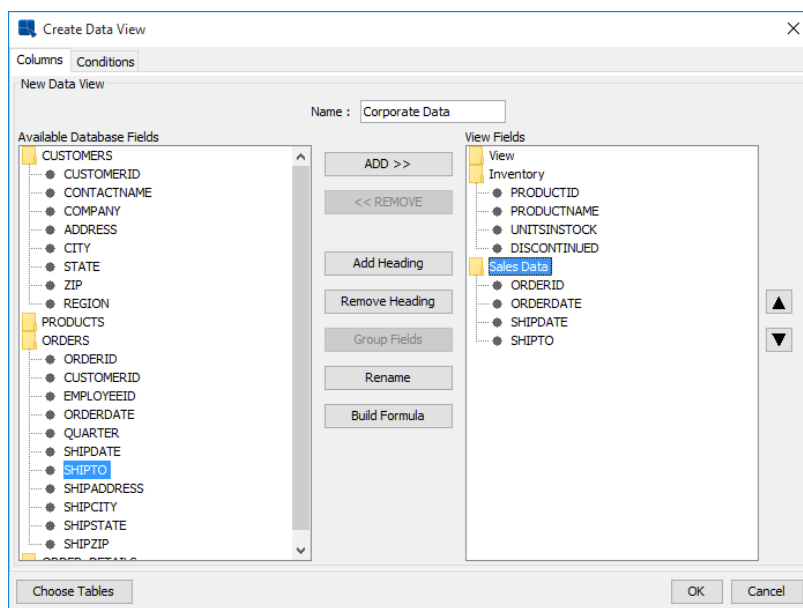 Create Data View
Columns Conditions
New Data View
Name : Corporate Data
Available Database Fields
CUSTOMERS
CUSTOMERID
CONTACTNAME
COMPANY
ADDRESS
CITY
STATE
ZIP
REGION
PRODUCTS
ORDERS
ORDERID
CUSTOMERID
EMPLOYEEID
ORDERDATE
QUARTER
SHIPDATE
SHIPTO
SHIPADDRESS
SHIPCITY
SHIPSTATE
SHIPZIP
ADD >>
<< REMOVE
Add Heading
Remove Heading
Group Fields
Rename
Build Formula
View Fields
View
Inventory
PRODUCTID
PRODUCTNAME
UNITSINSTOCK
DISCONTINUED
Sales Data
ORDERID
ORDERDATE
SHIPDATE
SHIPTO
Choose Tables
OK Cancel